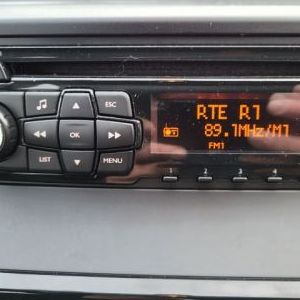 ESC
OK
LIST
MENU
RTE R1
89.1MHz/M1
FM1
1 2 3 4